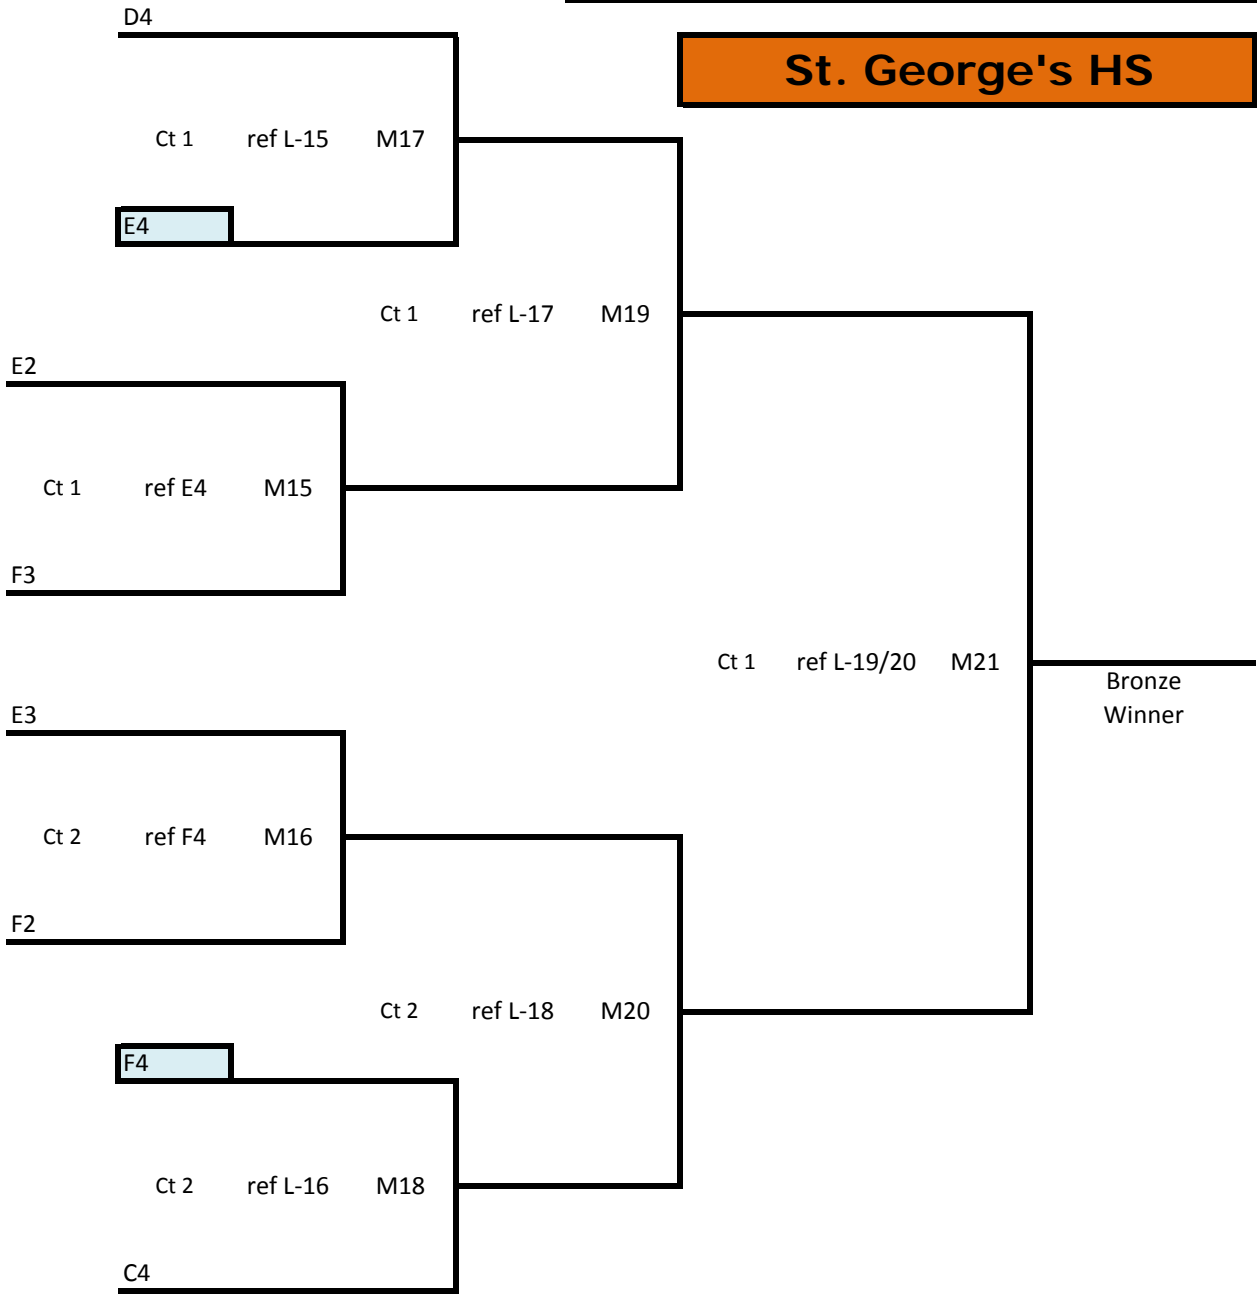 D4
St. George's HS
Ct 1 ref L-15 M17
E4
Ct 1 ref L-17 M19
E2
Ct 1 ref E4 M15
F3
Ct 1 ref L-19/20 M21
Bronze
Winner
E3
Ct 2 ref F4 M16
F2
Ct 2 ref L-18 M20
F4
Ct 2 ref L-16 M18
C4